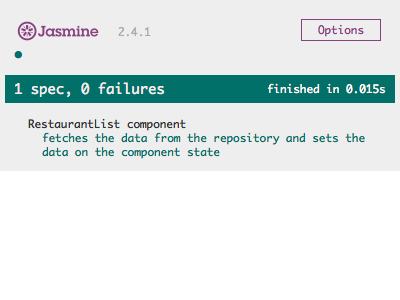 Jasmine 2.4.1 Options
1 spec, 0 failures finished in 0.015s
RestaurantList component
fetches the data from the repository and sets the
data on the component state